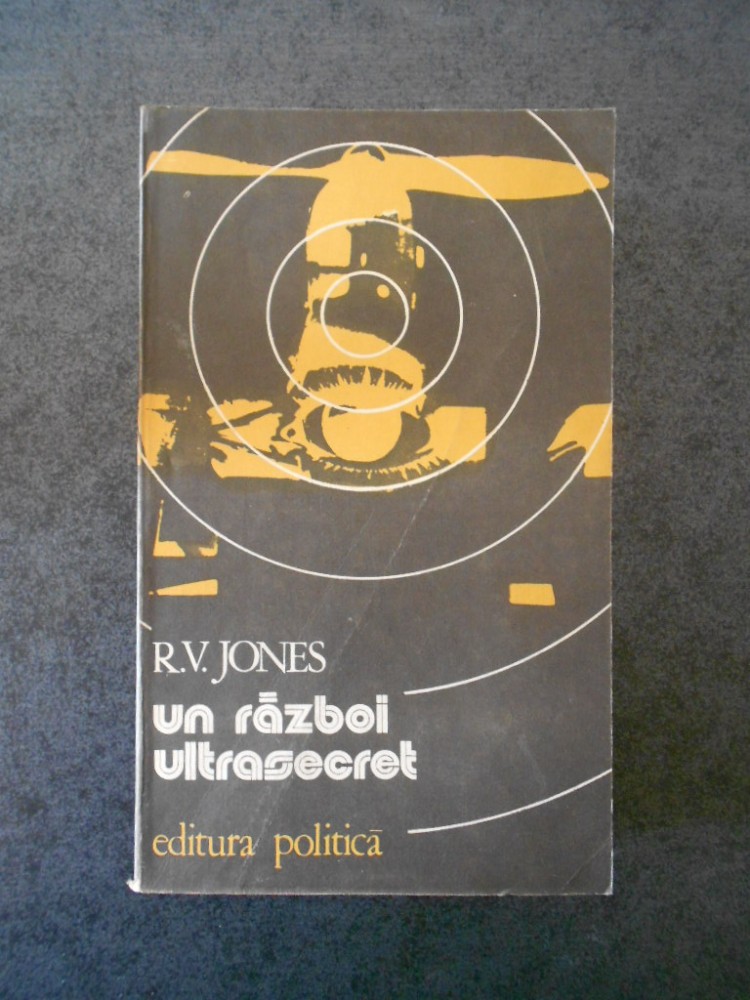 R.V. JONES
un război
ultrasecret
editura politică